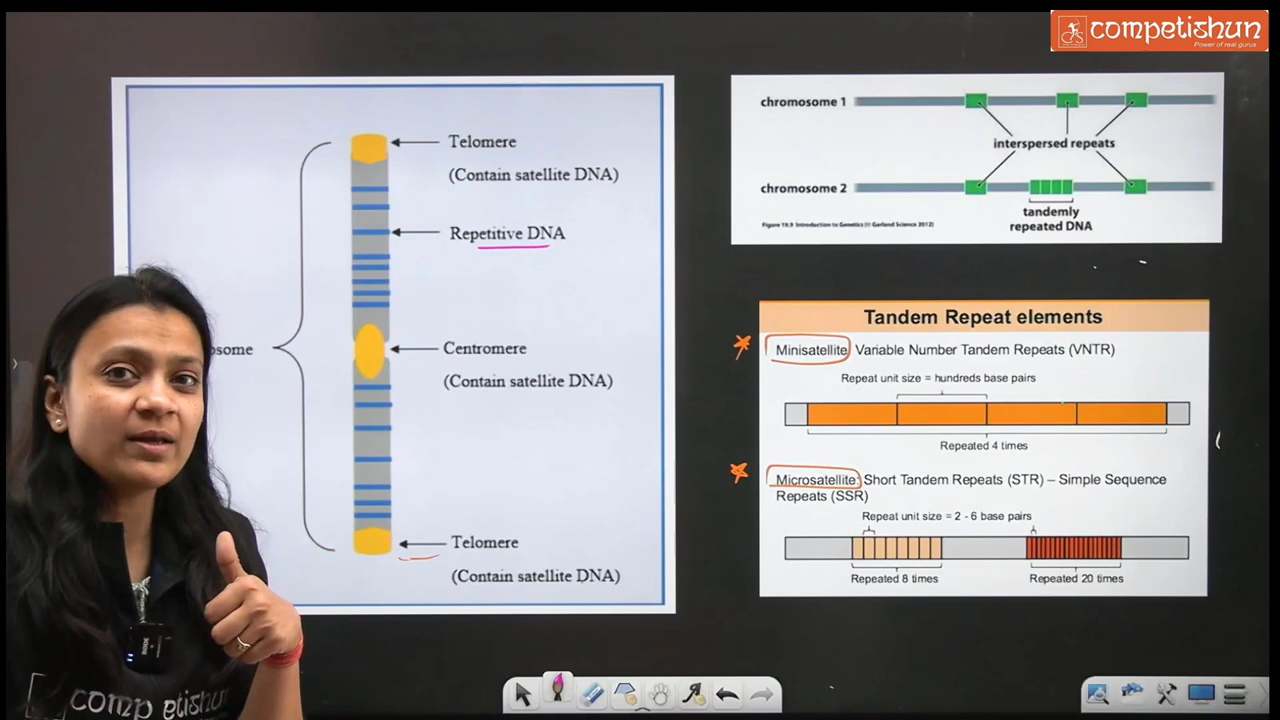 competishun
Power of real gurus
Telomere
(Contain satellite DNA)
Repetitive DNA
Centromere
(Contain satellite DNA)
Telomere
(Contain satellite DNA)
chromosome 1
interspersed repeats
chromosome 2
tandemly
repeated DNA
Figure 19.9 Introduction to Genetics (© Garland Science 2012)
Tandem Repeat elements
Minisatellite: Variable Number Tandem Repeats (VNTR)
Repeat unit size = hundreds base pairs
Repeated 4 times
Microsatellite: Short Tandem Repeats (STR) – Simple Sequence
Repeats (SSR)
Repeat unit size = 2 - 6 base pairs
Repeated 8 times
Repeated 20 times
competishun